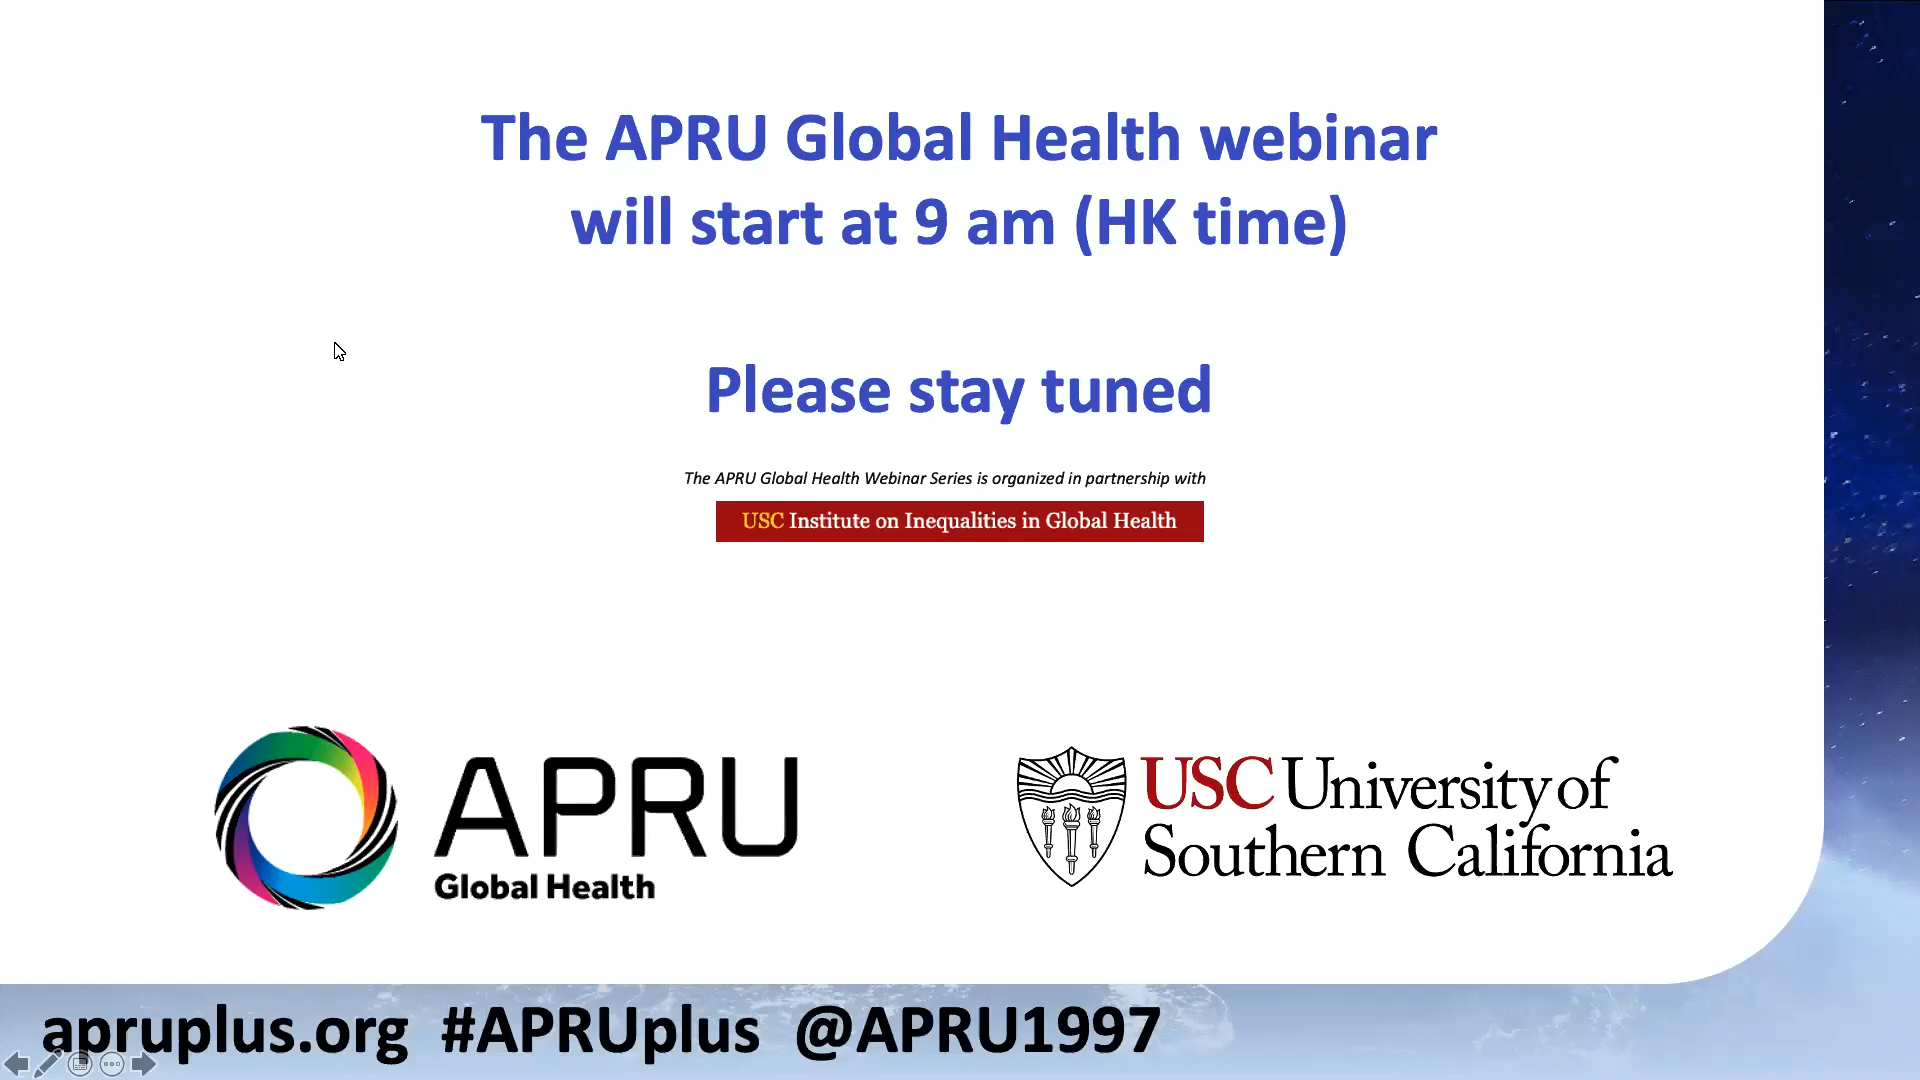 The APRU Global Health webinar
will start at 9 am (HK time)
Please stay tuned
The APRU Global Health Webinar Series is organized in partnership with
USC Institute on Inequalities in Global Health
APRU
Global Health
USC University of
Southern California
apruplus.org #APRUplus @APRU1997